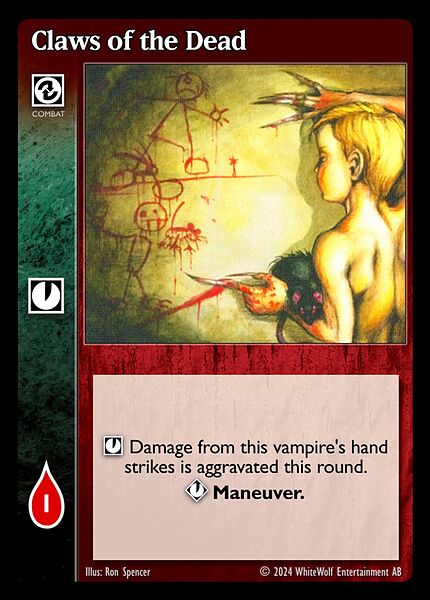 Claws of the Dead
COMBAT
Damage from this vampire's hand
strikes is aggravated this round.
Maneuver.
1
Illus: Ron Spencer
© 2024 WhiteWolf Entertainment AB